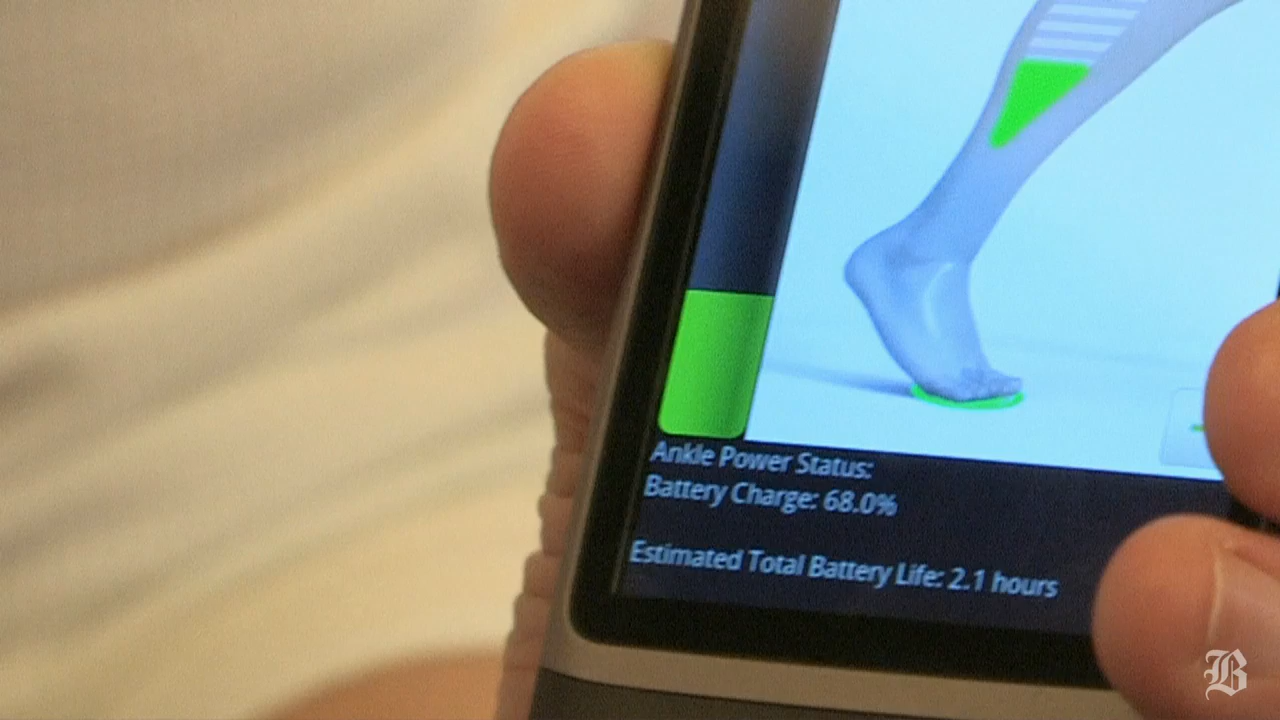 Ankle Power Status:
Battery Charge: 68.0%
Estimated Total Battery Life: 2.1 hours
B